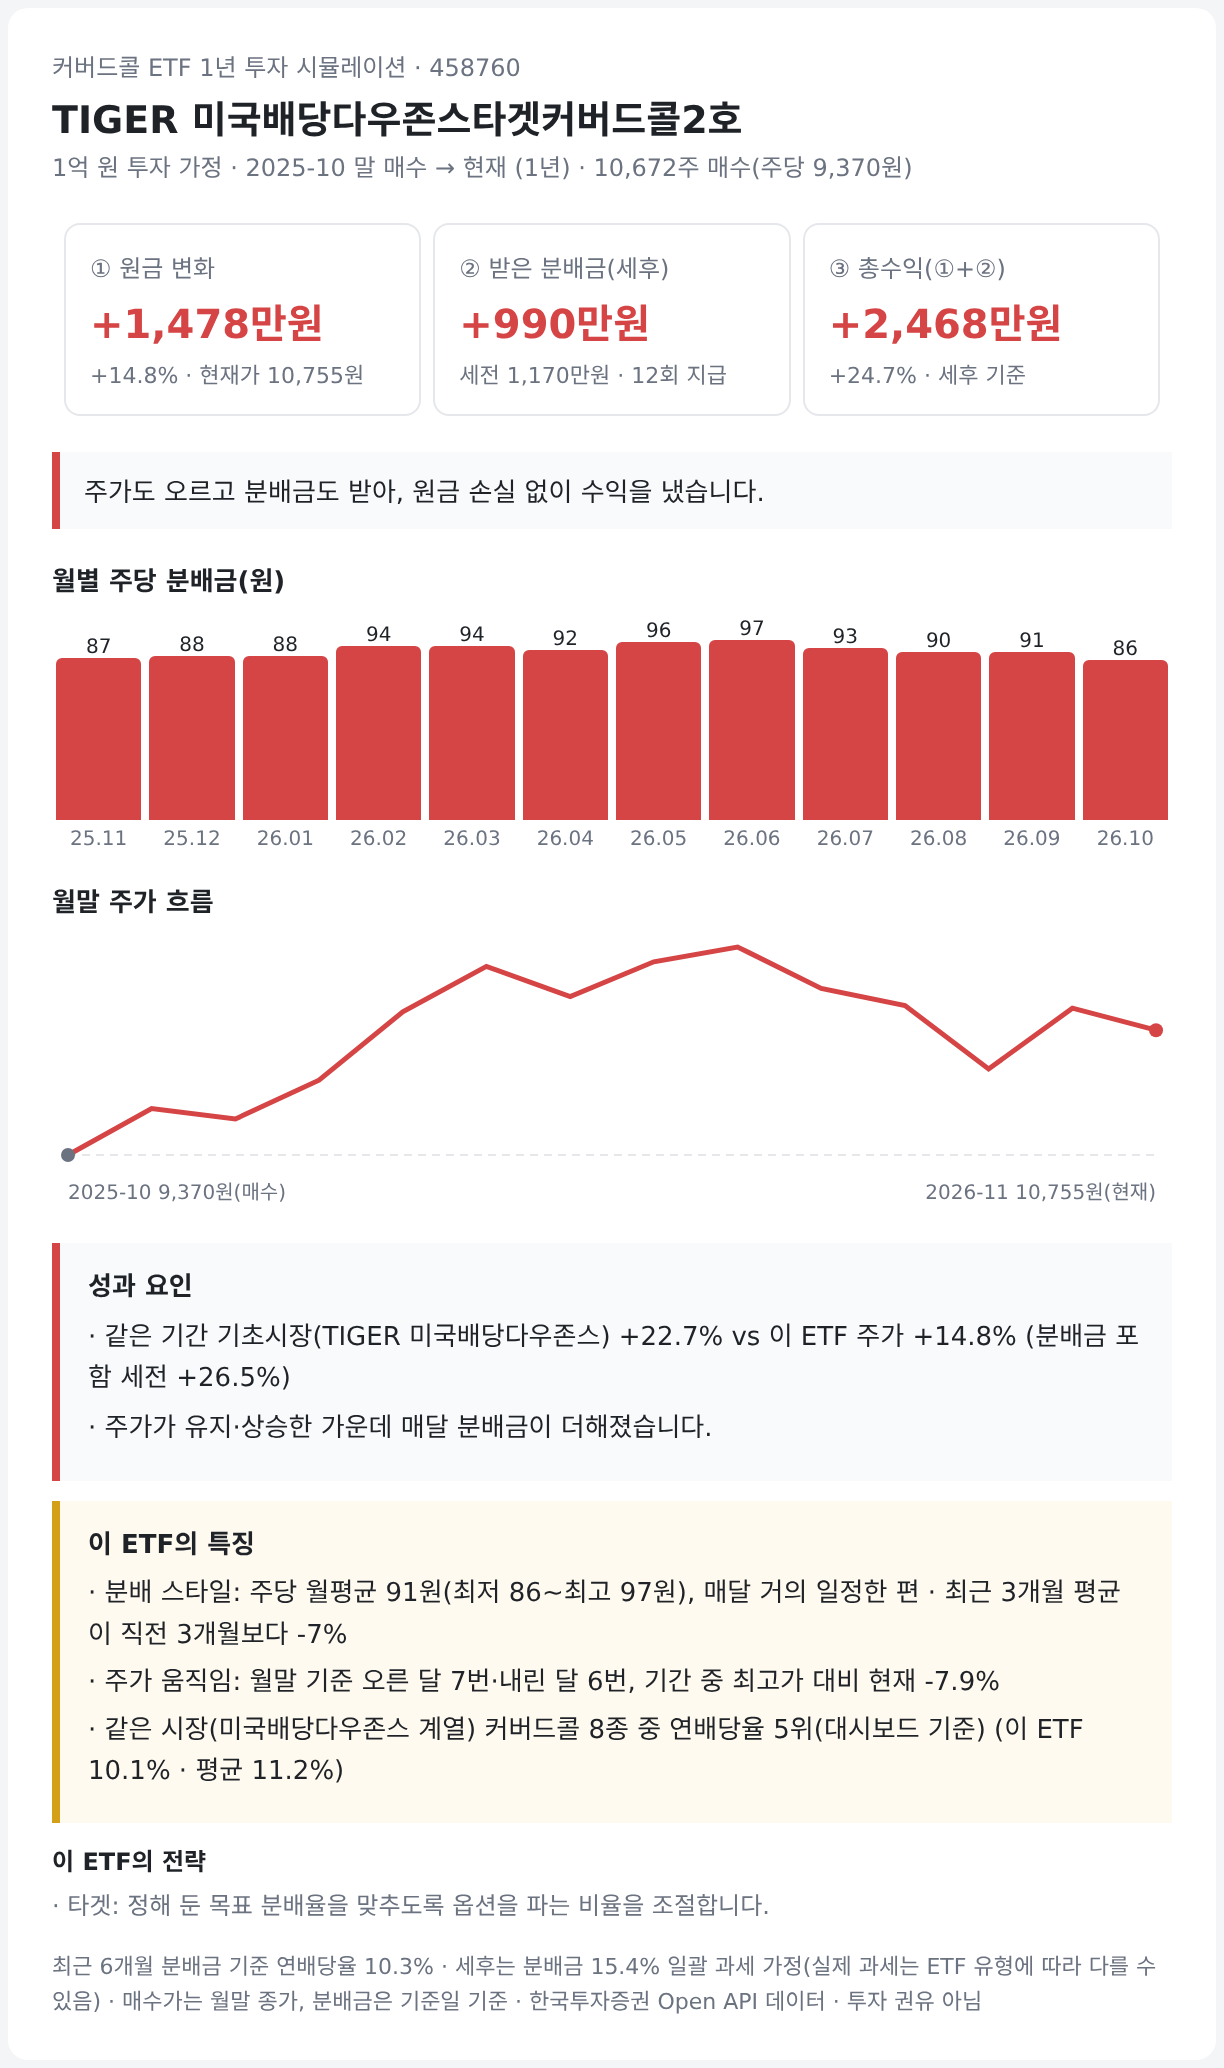 커버드콜 ETF 1년 투자 시뮬레이션 · 458760
TIGER 미국배당다우존스타겟커버드콜2호
1억 원 투자 가정 · 2025-10 말 매수 → 현재 (1년) · 10,672주 매수(주당 9,370원)
① 원금 변화
+1,478만원
+14.8% · 현재가 10,755원
② 받은 분배금(세후)
+990만원
세전 1,170만원 · 12회 지급
③ 총수익(①+②)
+2,468만원
+24.7% · 세후 기준
주가도 오르고 분배금도 받아, 원금 손실 없이 수익을 냈습니다.
월별 주당 분배금(원)
87 88 88 94 94 92 96 97 93 90 91 86
25.11 25.12 26.01 26.02 26.03 26.04 26.05 26.06 26.07 26.08 26.09 26.10
월말 주가 흐름
2025-10 9,370원(매수) 2026-11 10,755원(현재)
성과 요인
· 같은 기간 기초시장(TIGER 미국배당다우존스) +22.7% vs 이 ETF 주가 +14.8% (분배금 포
함 세전 +26.5%)
· 주가가 유지·상승한 가운데 매달 분배금이 더해졌습니다.
이 ETF의 특징
· 분배 스타일: 주당 월평균 91원(최저 86~최고 97원), 매달 거의 일정한 편 · 최근 3개월 평균
이 직전 3개월보다 -7%
· 주가 움직임: 월말 기준 오른 달 7번·내린 달 6번, 기간 중 최고가 대비 현재 -7.9%
· 같은 시장(미국배당다우존스 계열) 커버드콜 8종 중 연배당율 5위(대시보드 기준) (이 ETF
10.1% · 평균 11.2%)
이 ETF의 전략
· 타겟: 정해 둔 목표 분배율을 맞추도록 옵션을 파는 비율을 조절합니다.
최근 6개월 분배금 기준 연배당율 10.3% · 세후는 분배금 15.4% 일괄 과세 가정(실제 과세는 ETF 유형에 따라 다를 수
있음) · 매수가는 월말 종가, 분배금은 기준일 기준 · 한국투자증권 Open API 데이터 · 투자 권유 아님